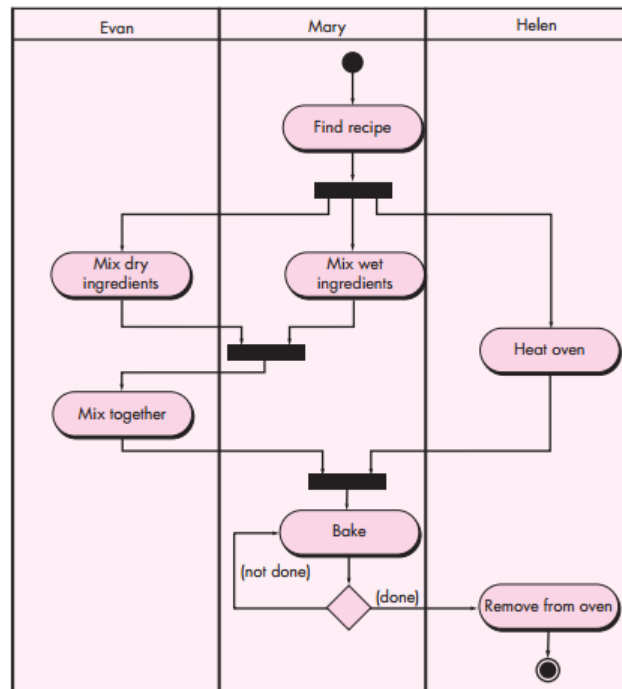 Evan
Mary
Helen
Find recipe
Mix dry
ingredients
Mix wet
ingredients
Heat oven
Mix together
Bake
(not done)
(done)
Remove from oven